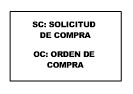 SC: SOLICITUD
DE COMPRA
OC: ORDEN DE
COMPRA